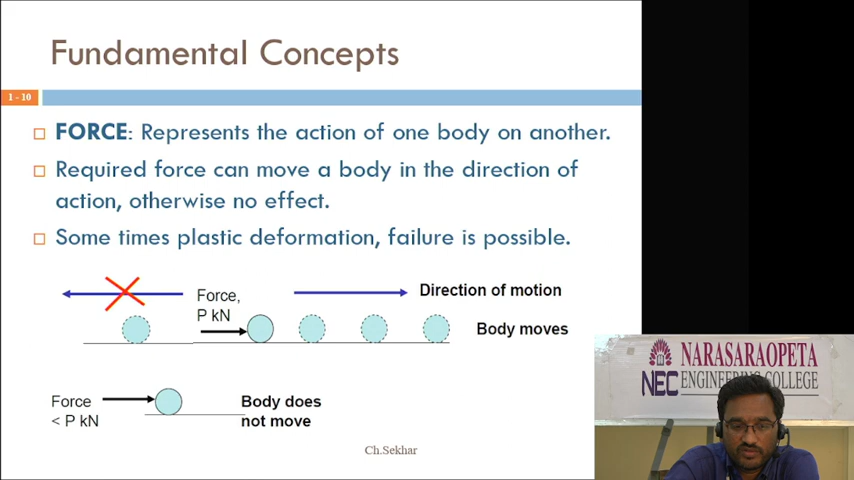 Fundamental Concepts
1 - 10
FORCE: Represents the action of one body on another.
Required force can move a body in the direction of
action, otherwise no effect.
Some times plastic deformation, failure is possible.
Force,
P kN
Direction of motion
Body moves
Force
< P kN
Body does
not move
Ch.Sekhar
NARASARAOPETA
NEC ENGINEERING COLLEGE